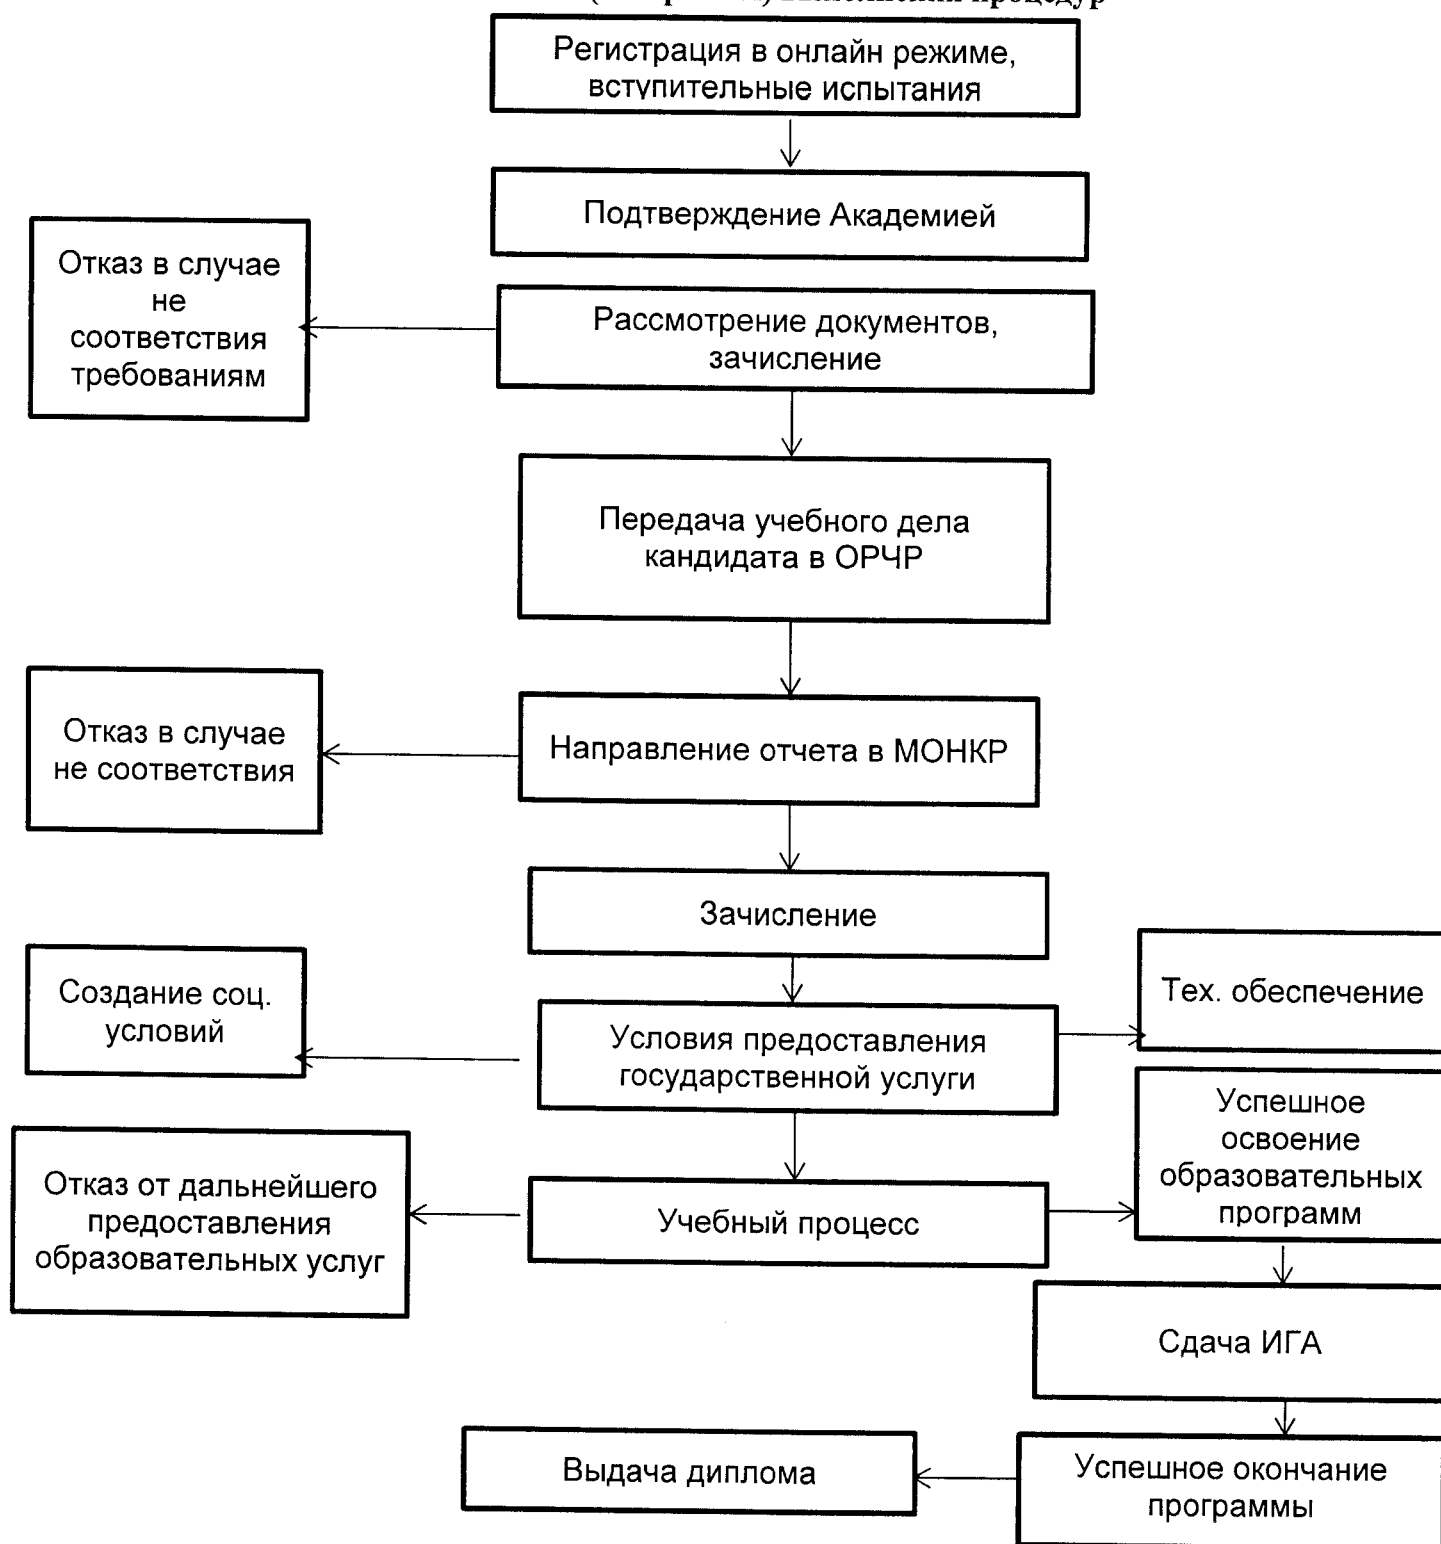 Регистрация в онлайн режиме,
вступительные испытания
Подтверждение Академией
Отказ в случае
не
соответствия
требованиям
Рассмотрение документов,
зачисление
Передача учебного дела
кандидата в ОРЧР
Отказ в случае
не соответствия
Направление отчета в МОНКР
Зачисление
Создание соц.
условий
Условия предоставления
государственной услуги
Тех. обеспечение
Отказ от дальнейшего
предоставления
образовательных услуг
Учебный процесс
Успешное
освоение
образовательных
программ
Сдача ИГА
Выдача диплома
Успешное окончание
программы